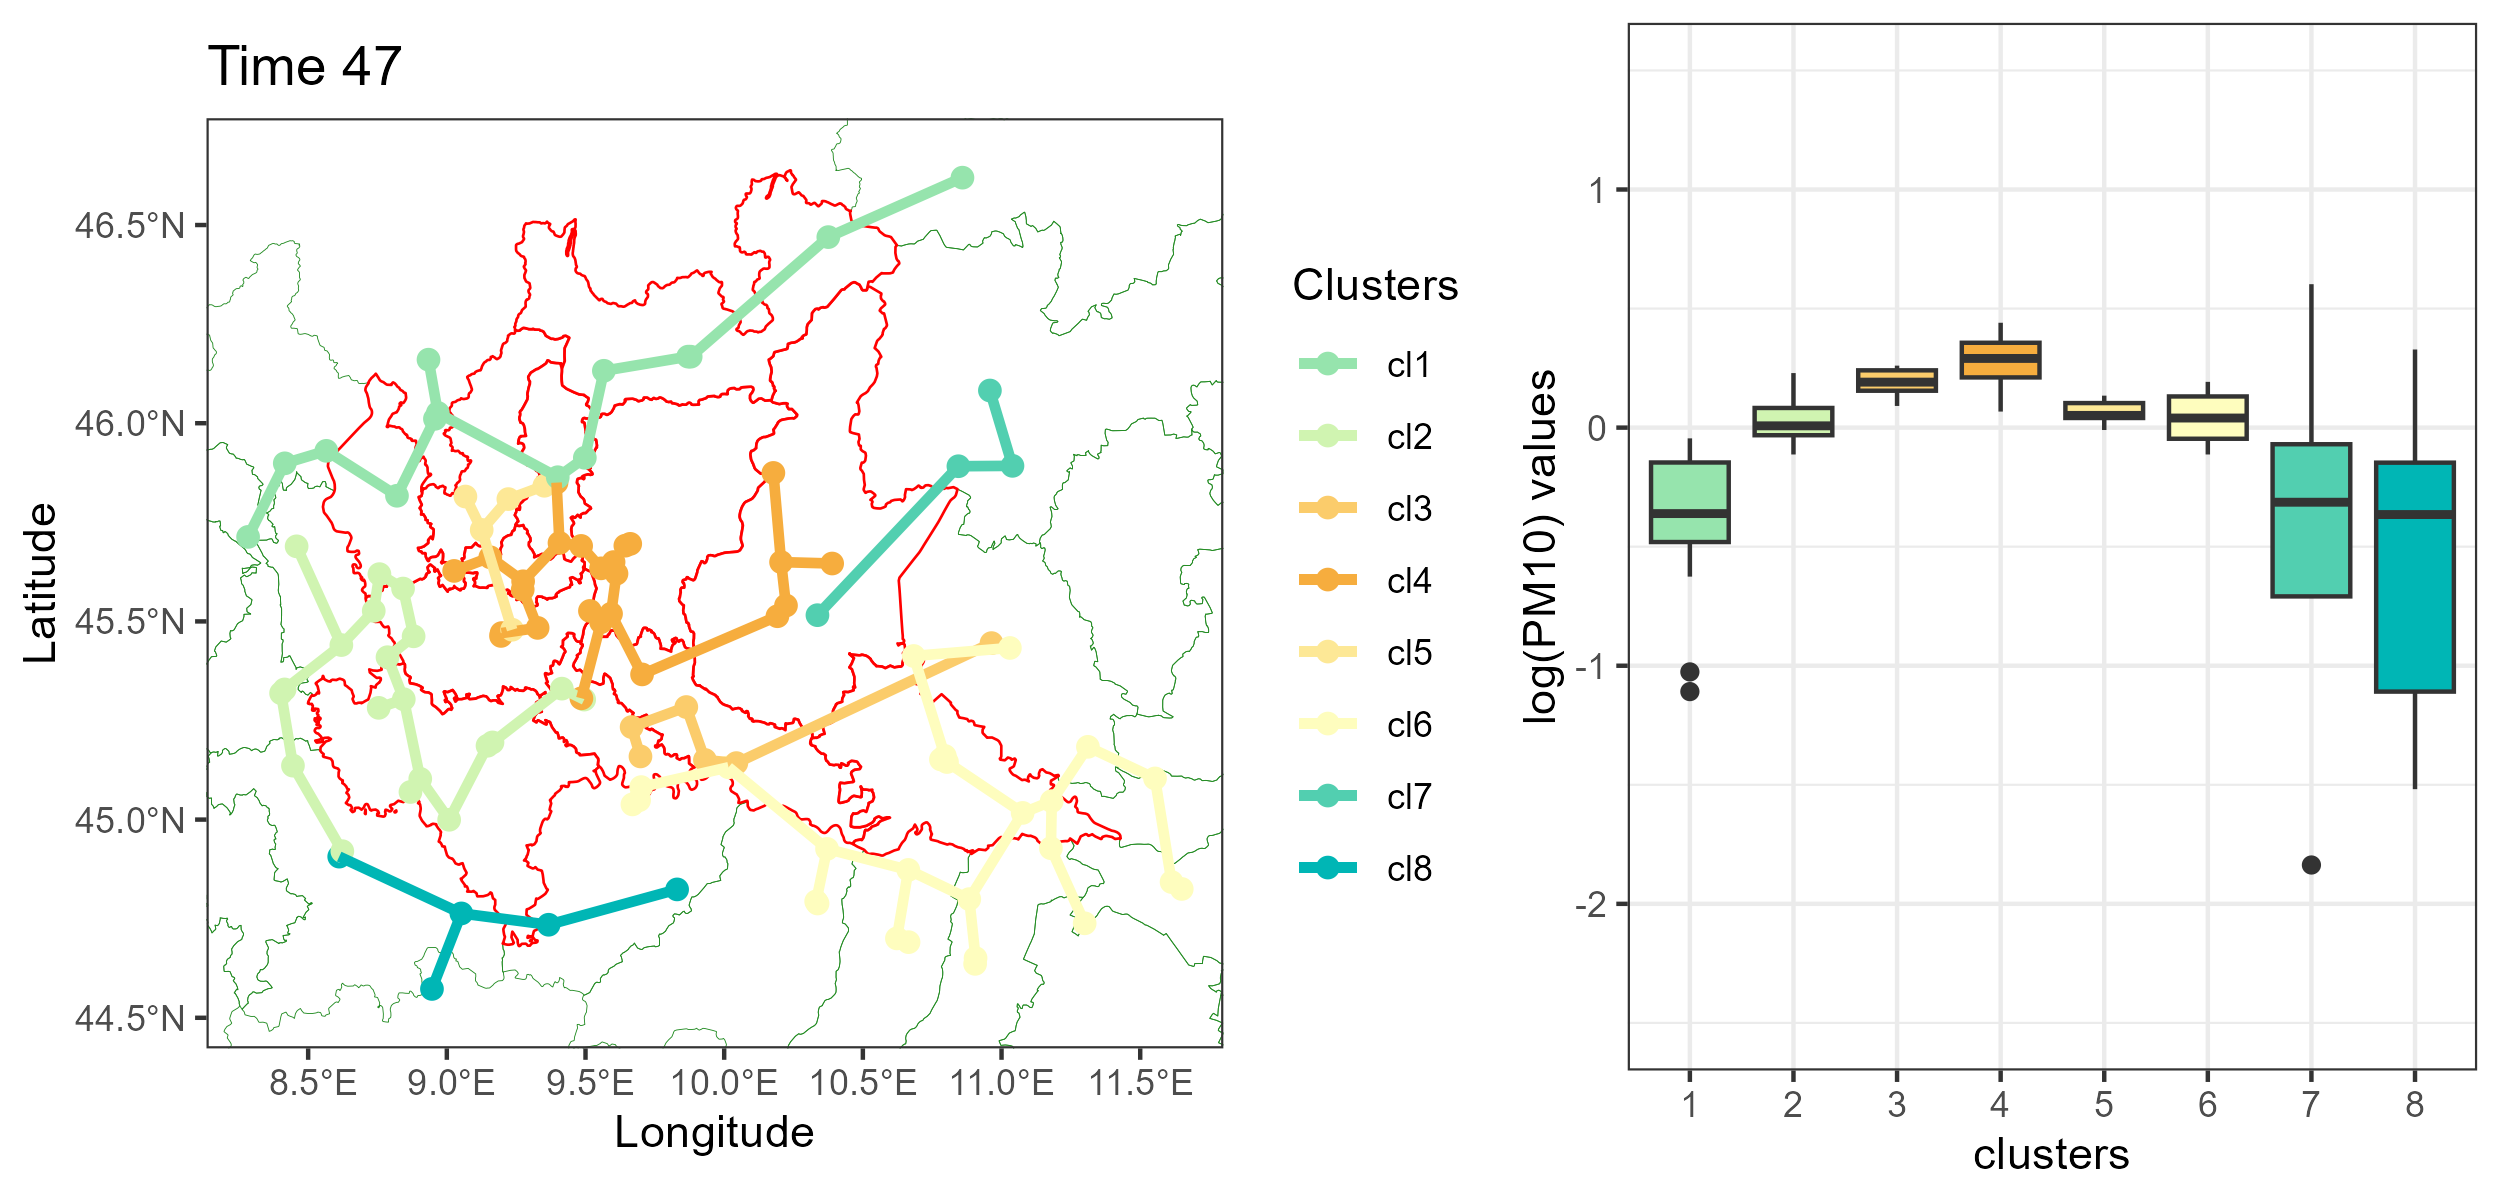 Time 47
46.5°N
46.0°N
45.5°N
45.0°N
44.5°N
Latitude
8.5°E
9.0°E
9.5°E
10.0°E
10.5°E
11.0°E
11.5°E
Longitude
Clusters
cl1
cl2
cl3
cl4
cl5
cl6
cl7
cl8
log(PM10) values
1
0
-1
-2
1
2
3
4
5
6
7
8
clusters